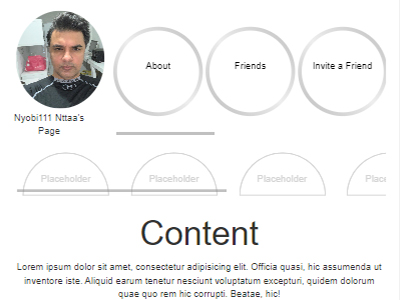 About
Friends
Invite a Friend
Nyobi111 Nttaa's
Page
Placeholder
Placeholder
Placeholder
Content
Lorem ipsum dolor sit amet, consectetur adipisicing elit. Officia quasi, hic assumenda ut
inventore iste. Aliquid earum tenetur nesciunt voluptatum excepturi, quidem dolorum
quae quo rem hic corrupti. Beatae, hic!